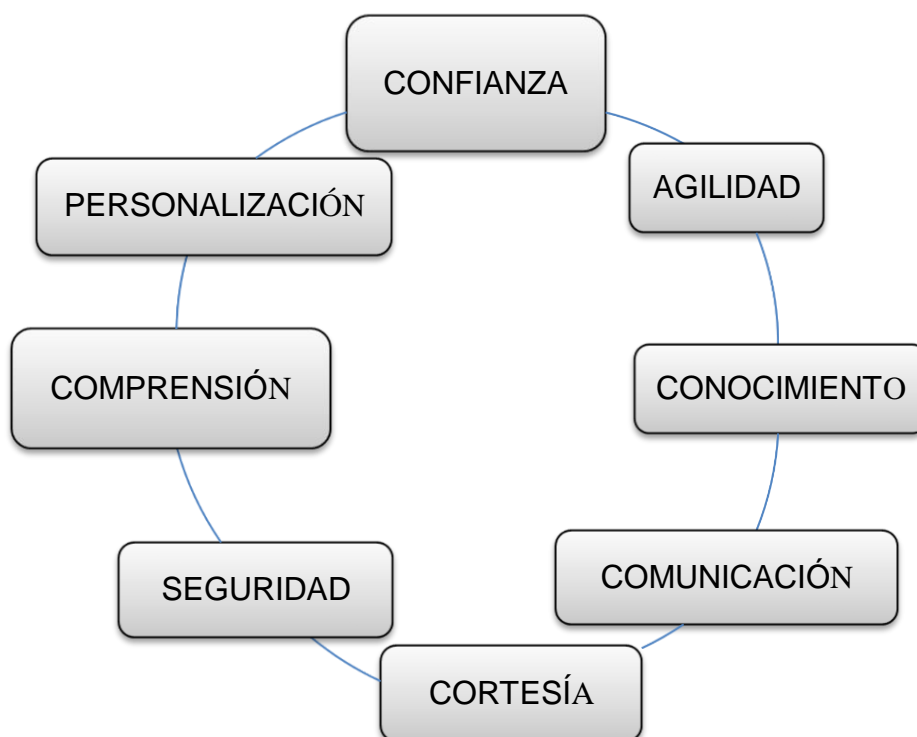 CONFIANZA
AGILIDAD
CONOCIMIENTO
COMUNICACIÓN
CORTESÍA
SEGURIDAD
COMPRENSIÓN
PERSONALIZACIÓN